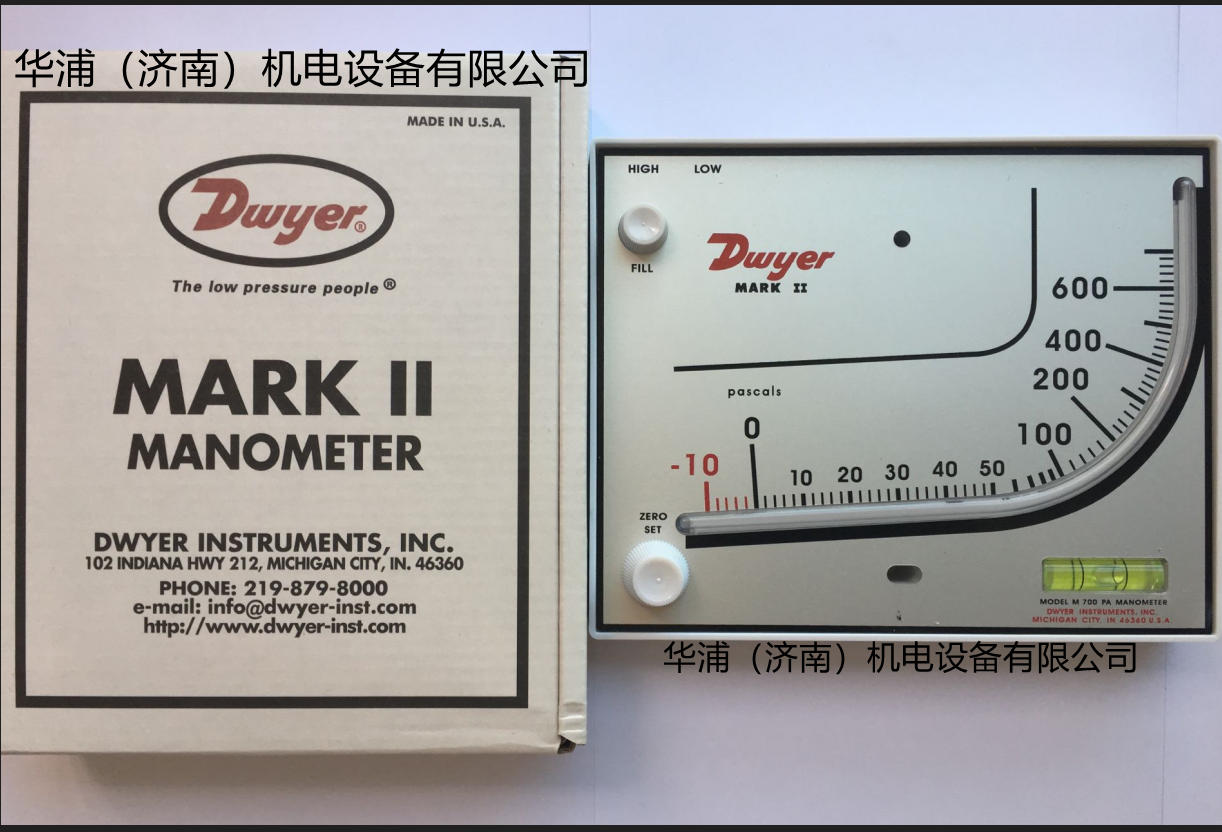 华浦（济南）机电设备有限公司
MADE IN U.S.A.
Dwyer®
The low pressure people®
MARK II
MANOMETER
DWYER INSTRUMENTS, INC.
102 INDIANA HWY 212, MICHIGAN CITY, IN. 46360
PHONE: 219-879-8000
e-mail: info@dwyer-inst.com
http://www.dwyer-inst.com
HIGH LOW
FILL
Dwyer
MARK II
pascals
-10 0 10 20 30 40 50 100 200 400 600
ZERO
SET
MODEL M 700 PA MANOMETER
DWYER INSTRUMENTS, INC.
MICHIGAN CITY, IN 46360 U.S.A.
华浦（济南）机电设备有限公司